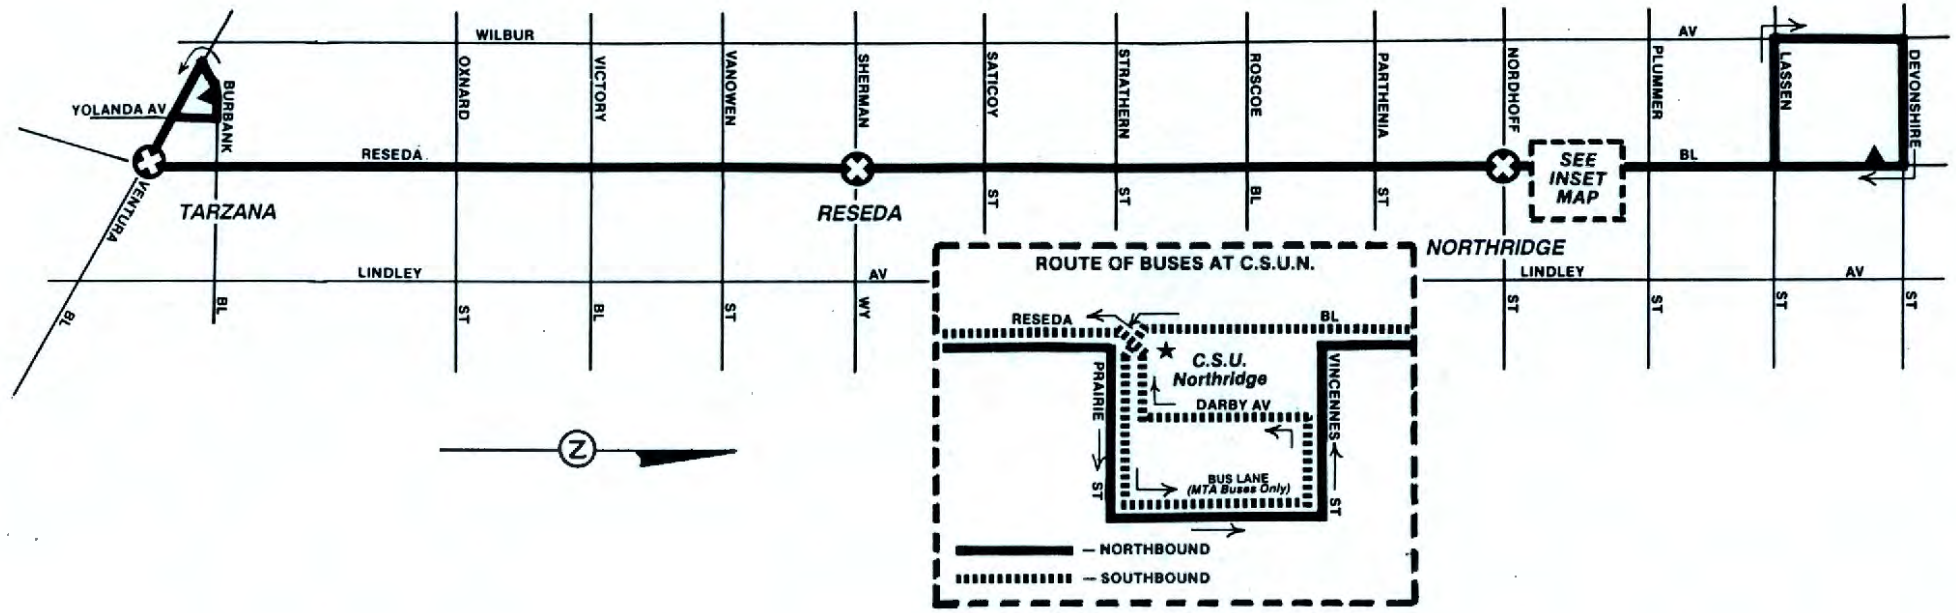 WILBUR
AV
YOLANDA AV
BURBANK
OXNARD
VICTORY
VANOWEN
SHERMAN
SATICOY
STRATHERN
ROSCOE
PARTHENIA
NORDHOFF
PLUMMER
LASSEN
DEVONSHIRE
RESEDA
BL
SEE
INSET
MAP
VENTURA
TARZANA
RESEDA
ST
ST
BL
ST
NORTHRIDGE
LINDLEY
AV
LINDLEY
AV
BL
BL
ST
BL
ST
WY
ST
ST
ST
ST
ROUTE OF BUSES AT C.S.U.N.
RESEDA
BL
C.S.U.
Northridge
PRAIRIE
ST
DARBY AV
VINCENNES
ST
BUS LANE
(MTA Buses Only)
— NORTHBOUND
— SOUTHBOUND
Z